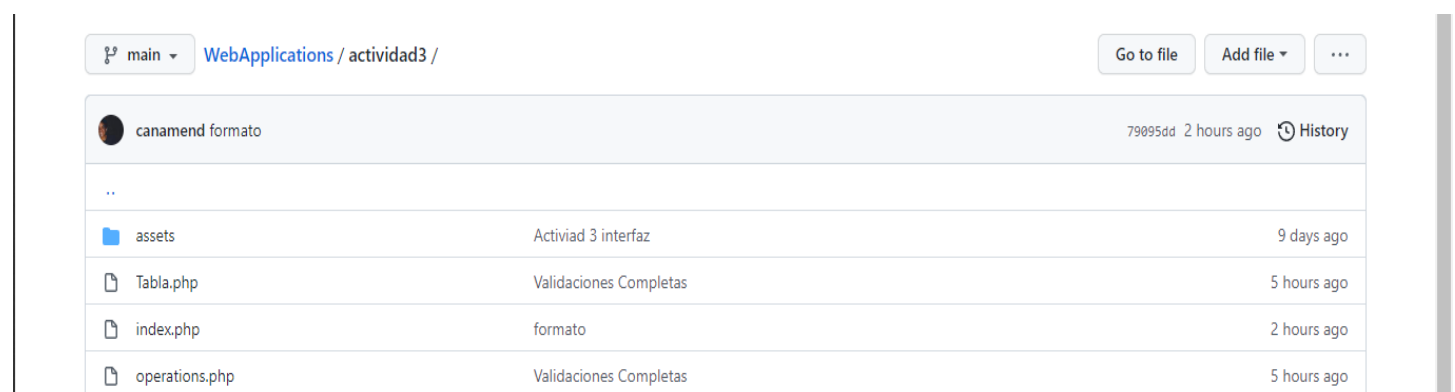 main WebApplications / actividad3 / Go to file Add file ...
canamend formato 79095dd 2 hours ago History
..
assets Activiad 3 interfaz 9 days ago
Tabla.php Validaciones Completas 5 hours ago
index.php formato 2 hours ago
operations.php Validaciones Completas 5 hours ago